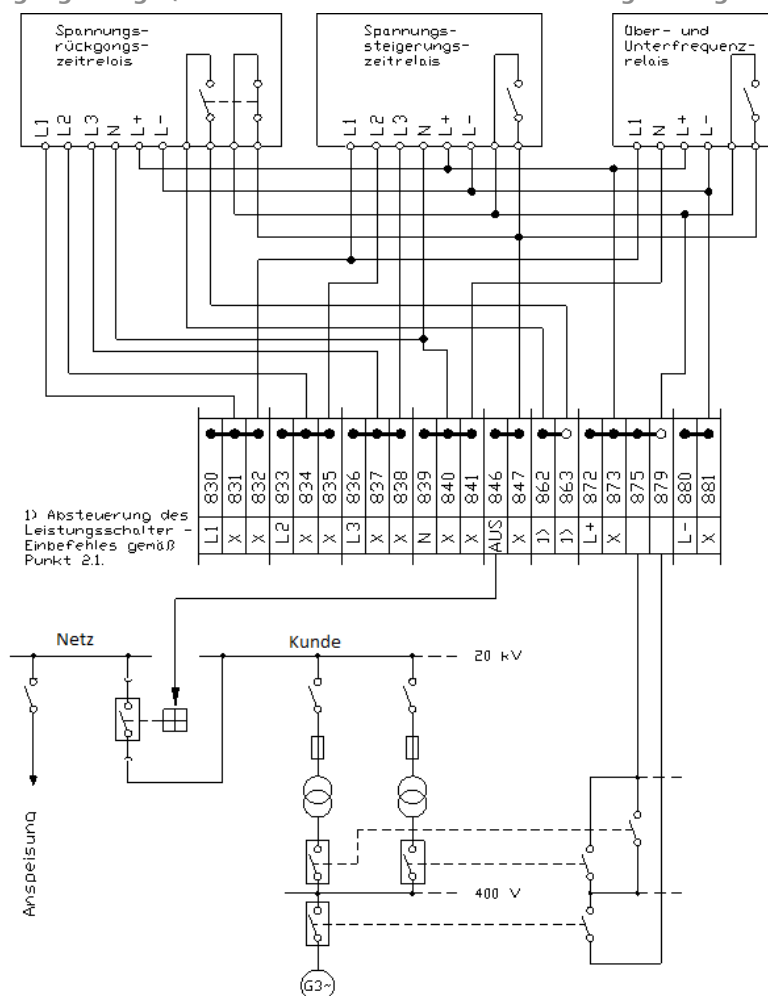 Spannungs-
rückgangs-
zeitrelais
Spannungs-
steigerungs-
zeitrelais
Über- und
Unterfrequenz-
relais
L1 L2 L3 N L+ L-
L1 L2 L3 N L+ L-
L1 N L+ L-
830 831 832 833 834 835 836 837 838 839 840 841 846 847 862 863 872 873 875 879 880 881
L1 X X L2 X X L3 X X N X X AUS X 1) 1) L+ X L- X
1) Absteuerung des
Leistungsschalter -
Einbefehles gemäß
Punkt 2.1.
Netz
Kunde
20 kV
Anspeisung
400 V
G3~